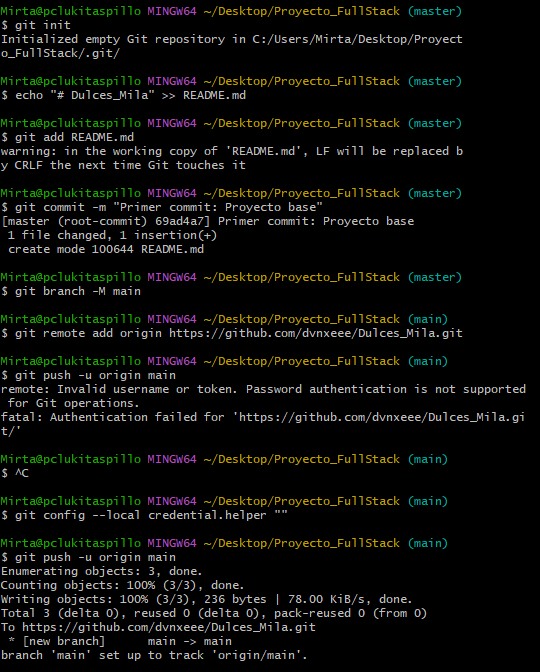 Mirta@pclukitaspillo MINGW64 ~/Desktop/Proyecto_FullStack (master)
$ git init
Initialized empty Git repository in C:/Users/Mirta/Desktop/Proyect
o_FullStack/.git/
Mirta@pclukitaspillo MINGW64 ~/Desktop/Proyecto_FullStack (master)
$ echo "# Dulces_Mila" >> README.md
Mirta@pclukitaspillo MINGW64 ~/Desktop/Proyecto_FullStack (master)
$ git add README.md
warning: in the working copy of 'README.md', LF will be replaced b
y CRLF the next time Git touches it
Mirta@pclukitaspillo MINGW64 ~/Desktop/Proyecto_FullStack (master)
$ git commit -m "Primer commit: Proyecto base"
[master (root-commit) 69ad4a7] Primer commit: Proyecto base
 1 file changed, 1 insertion(+)
 create mode 100644 README.md
Mirta@pclukitaspillo MINGW64 ~/Desktop/Proyecto_FullStack (master)
$ git branch -M main
Mirta@pclukitaspillo MINGW64 ~/Desktop/Proyecto_FullStack (main)
$ git remote add origin https://github.com/dvnxeee/Dulces_Mila.git
Mirta@pclukitaspillo MINGW64 ~/Desktop/Proyecto_FullStack (main)
$ git push -u origin main
remote: Invalid username or token. Password authentication is not supported
 for Git operations.
fatal: Authentication failed for 'https://github.com/dvnxeee/Dulces_Mila.gi
t/'
Mirta@pclukitaspillo MINGW64 ~/Desktop/Proyecto_FullStack (main)
$ ^C
Mirta@pclukitaspillo MINGW64 ~/Desktop/Proyecto_FullStack (main)
$ git config --local credential.helper ""
Mirta@pclukitaspillo MINGW64 ~/Desktop/Proyecto_FullStack (main)
$ git push -u origin main
Enumerating objects: 3, done.
Counting objects: 100% (3/3), done.
Writing objects: 100% (3/3), 236 bytes | 78.00 KiB/s, done.
Total 3 (delta 0), reused 0 (delta 0), pack-reused 0 (from 0)
To https://github.com/dvnxeee/Dulces_Mila.git
 * [new branch]      main -> main
branch 'main' set up to track 'origin/main'.